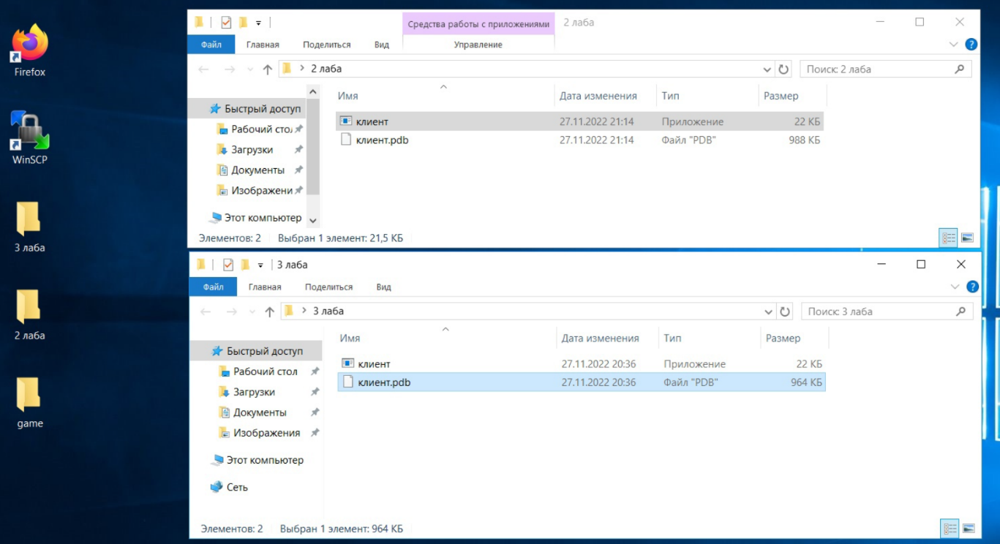 Firefox
WinSCP
3 лаба
2 лаба
game
Средства работы с приложениями 2 лаба
Файл Главная Поделиться Вид Управление
2 лаба Поиск: 2 лаба
Имя Дата изменения Тип Размер
Быстрый доступ
Рабочий сто
Загрузки
Документы
Изображени
Этот компьютер
клиент 27.11.2022 21:14 Приложение 22 КБ
клиент.pdb 27.11.2022 21:14 Файл "PDB" 988 КБ
Элементов: 2 Выбран 1 элемент: 21,5 КБ
3 лаба
Файл Главная Поделиться Вид
3 лаба Поиск: 3 лаба
Имя Дата изменения Тип Размер
Быстрый доступ
Рабочий стол
Загрузки
Документы
Изображения
Этот компьютер
Сеть
клиент 27.11.2022 20:36 Приложение 22 КБ
клиент.pdb 27.11.2022 20:36 Файл "PDB" 964 КБ
Элементов: 2 Выбран 1 элемент: 964 КБ